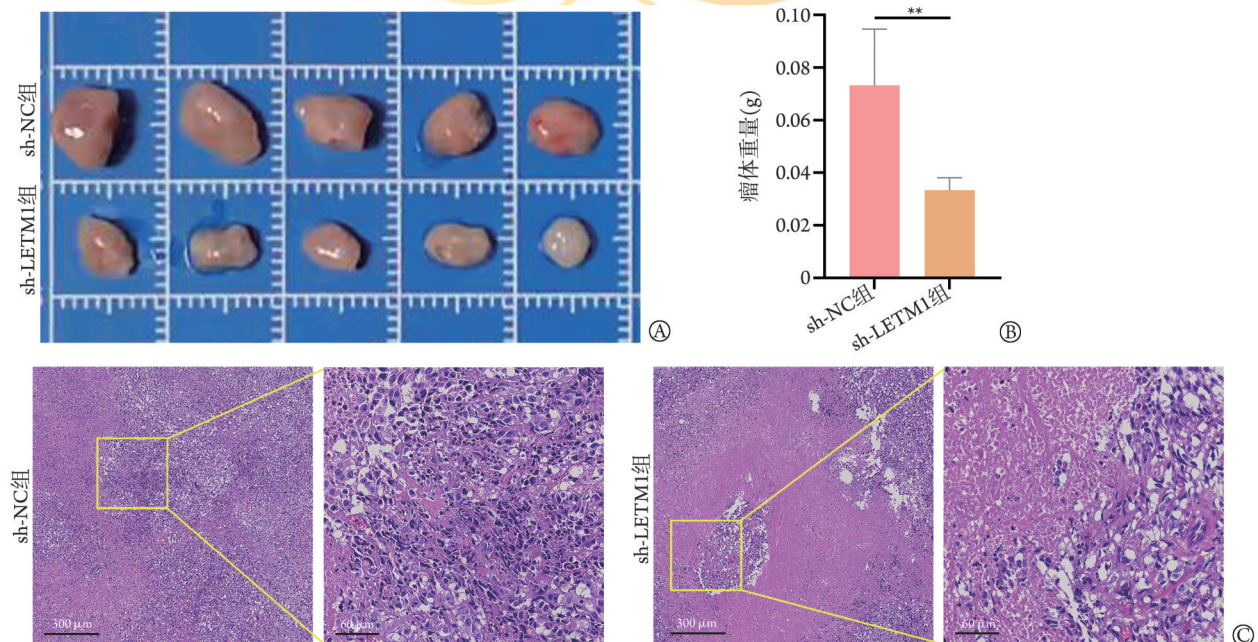 sh-NC组
sh-LETM1组
Ⓐ
**
瘤体重量(g)
0.10
0.08
0.06
0.04
0.02
0
sh-NC组
sh-LETM1组
Ⓑ
sh-NC组
300 μm
60 μm
sh-LETM1组
300 μm
60 μm
Ⓒ